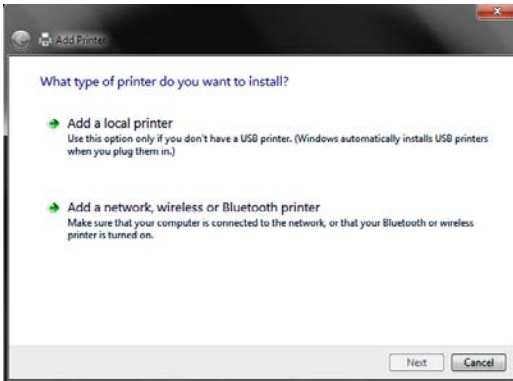 Add Printer
What type of printer do you want to install?
Add a local printer
Use this option only if you don't have a USB printer. (Windows automatically installs USB printers
when you plug them in.)
Add a network, wireless or Bluetooth printer
Make sure that your computer is connected to the network, or that your Bluetooth or wireless
printer is turned on.
Next Cancel